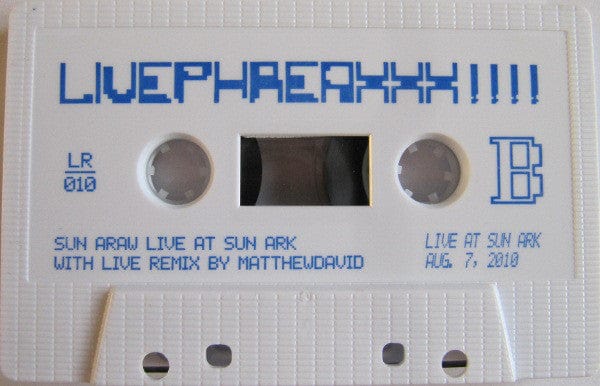 LIVEPHREAXXX!!!!
LR
010
B
SUN ARAW LIVE AT SUN ARK
WITH LIVE REMIX BY MATTHEWDAVID
LIVE AT SUN ARK
AUG. 7, 2010